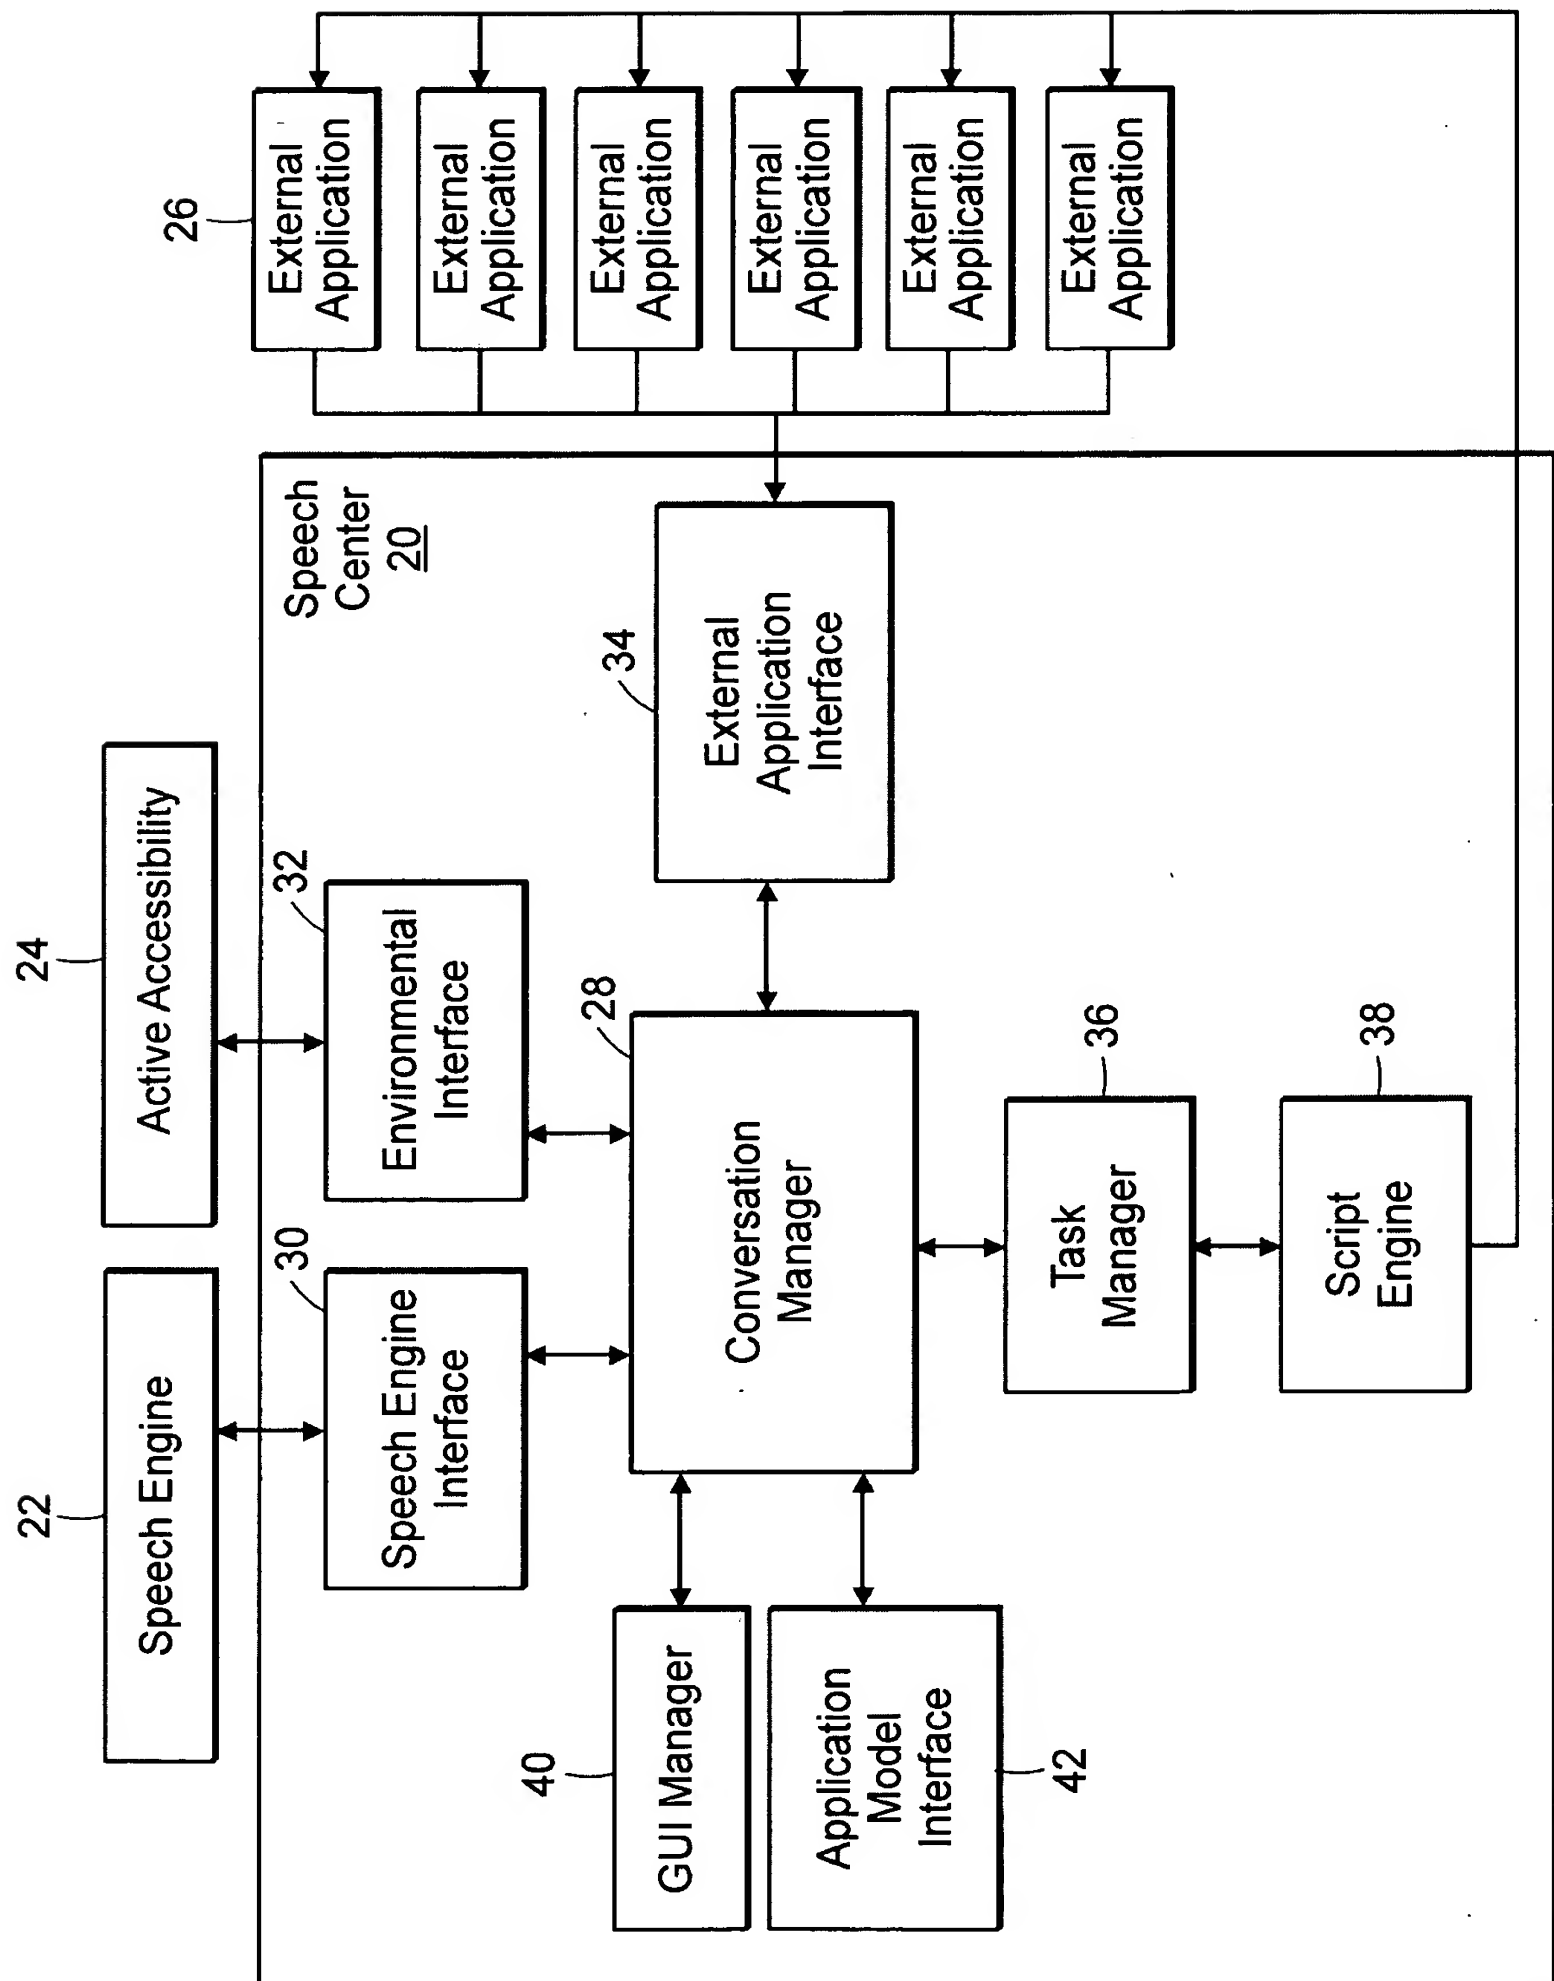 22
Speech Engine
24
Active Accessibility
Speech
Center
20
30
Speech Engine
Interface
32
Environmental
Interface
26
External
Application
External
Application
External
Application
External
Application
External
Application
External
Application
40
GUI Manager
28
Conversation
Manager
34
External
Application
Interface
Application
Model
Interface
42
Task
Manager
36
Script
Engine
38